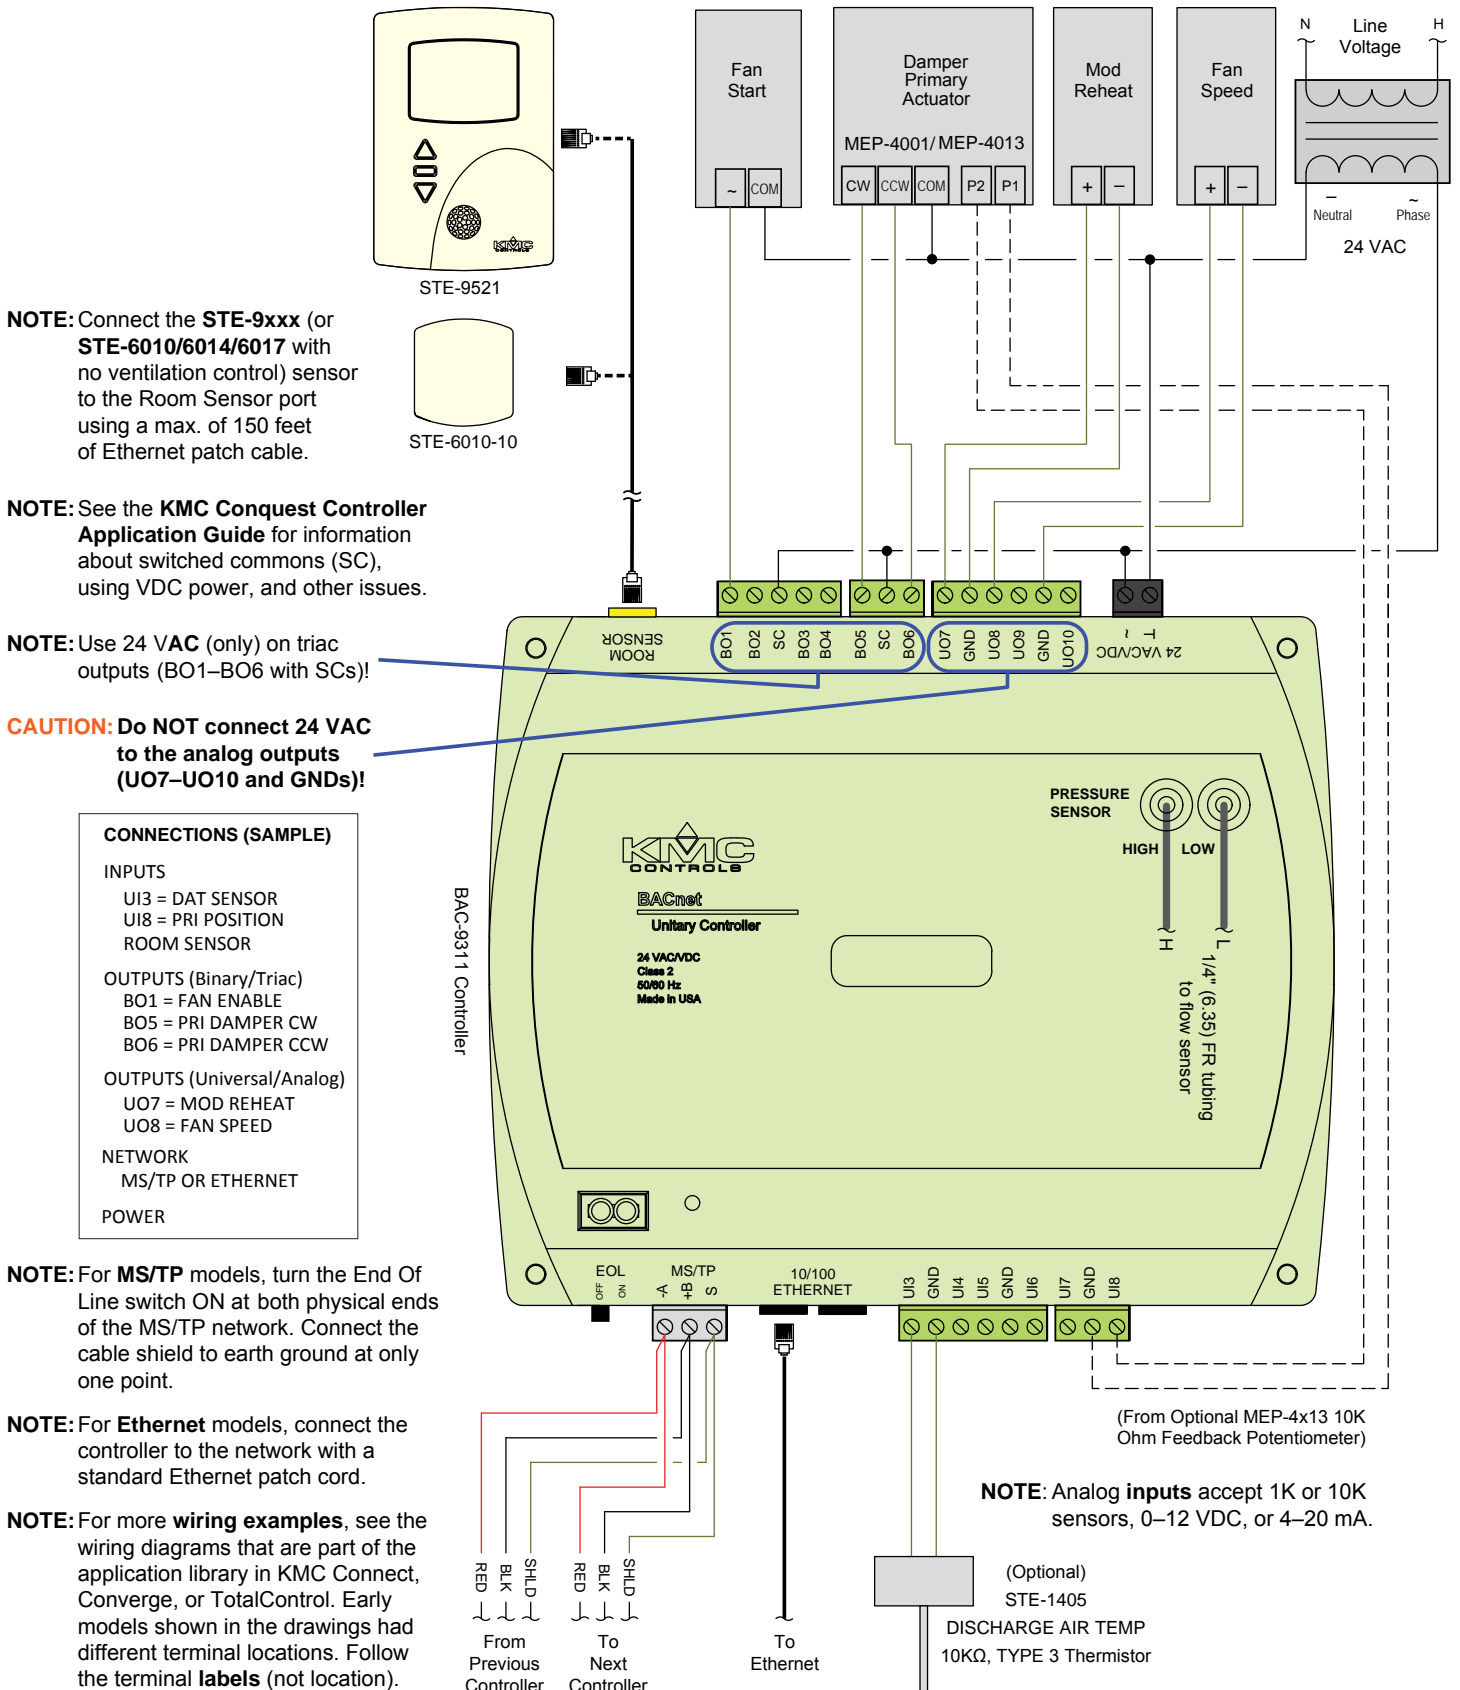 STE-9521
STE-6010-10
NOTE: Connect the STE-9xxx (or
STE-6010/6014/6017 with
no ventilation control) sensor
to the Room Sensor port
using a max. of 150 feet
of Ethernet patch cable.
NOTE: See the KMC Conquest Controller
Application Guide for information
about switched commons (SC),
using VDC power, and other issues.
NOTE: Use 24 VAC (only) on triac
outputs (BO1–BO6 with SCs)!
CAUTION: Do NOT connect 24 VAC
to the analog outputs
(UO7–UO10 and GNDs)!
CONNECTIONS (SAMPLE)
INPUTS
UI3 = DAT SENSOR
UI8 = PRI POSITION
ROOM SENSOR
OUTPUTS (Binary/Triac)
BO1 = FAN ENABLE
BO5 = PRI DAMPER CW
BO6 = PRI DAMPER CCW
OUTPUTS (Universal/Analog)
UO7 = MOD REHEAT
UO8 = FAN SPEED
NETWORK
MS/TP OR ETHERNET
POWER
NOTE: For MS/TP models, turn the End Of
Line switch ON at both physical ends
of the MS/TP network. Connect the
cable shield to earth ground at only
one point.
NOTE: For Ethernet models, connect the
controller to the network with a
standard Ethernet patch cord.
NOTE: For more wiring examples, see the
wiring diagrams that are part of the
application library in KMC Connect,
Converge, or TotalControl. Early
models shown in the drawings had
different terminal locations. Follow
the terminal labels (not location).
KMC
CONTROLS
Fan
Start
~ COM
Damper
Primary
Actuator
MEP-4001/ MEP-4013
CW CCW COM P2 P1
Mod
Reheat
+ –
Fan
Speed
+ –
N Line H
Voltage
– ~
Neutral Phase
24 VAC
ROOM
SENSOR
BO1
BO2
SC
BO3
BO4
BO5
SC
BO6
UO7
GND
UO8
UO9
GND
UO10
~ ⊥
24 VAC/VDC
PRESSURE
SENSOR
HIGH LOW
H
L
1/4" (6.35) FR tubing
to flow sensor
KMC
CONTROLS
BACnet
Unitary Controller
24 VAC/VDC
Class 2
50/60 Hz
Made in USA
BAC-9311 Controller
EOL
OFF
ON
MS/TP
-A
+B
S
10/100
ETHERNET
UI3
GND
UI4
UI5
GND
UI6
UI7
GND
UI8
RED
BLK
SHLD
RED
BLK
SHLD
From
Previous
Controller
To
Next
Controller
To
Ethernet
(From Optional MEP-4x13 10K
Ohm Feedback Potentiometer)
NOTE: Analog inputs accept 1K or 10K
sensors, 0–12 VDC, or 4–20 mA.
(Optional)
STE-1405
DISCHARGE AIR TEMP
10KΩ, TYPE 3 Thermistor